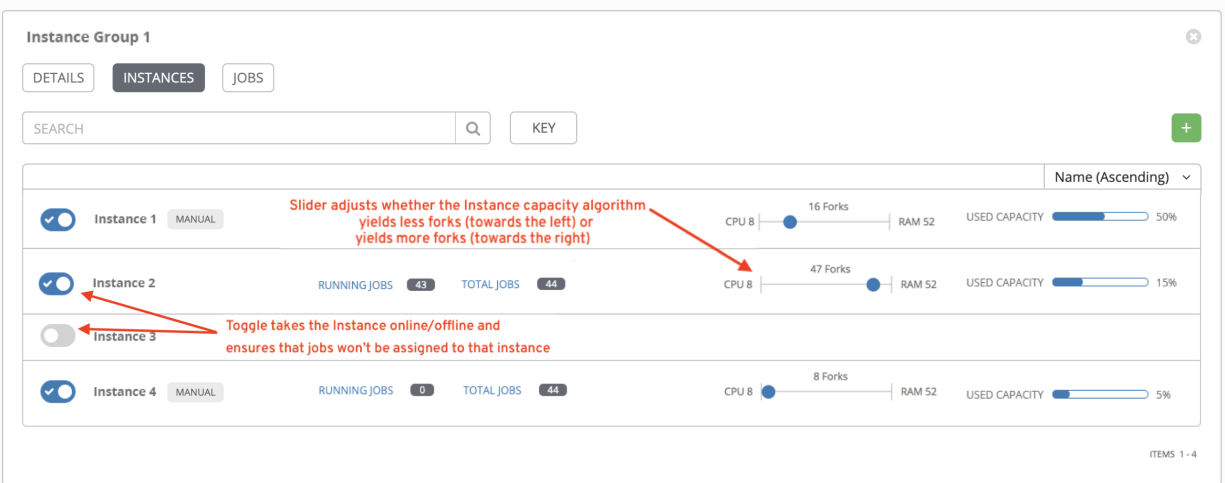 Instance Group 1
DETAILS INSTANCES JOBS
SEARCH KEY +
Name (Ascending)
Instance 1 MANUAL
Slider adjusts whether the Instance capacity algorithm
yields less forks (towards the left) or
yields more forks (towards the right)
16 Forks
CPU 8 RAM 52 USED CAPACITY 50%
Instance 2 RUNNING JOBS 43 TOTAL JOBS 44
47 Forks
CPU 8 RAM 52 USED CAPACITY 15%
Toggle takes the Instance online/offline and
ensures that jobs won't be assigned to that instance
Instance 3
Instance 4 MANUAL RUNNING JOBS 0 TOTAL JOBS 44
8 Forks
CPU 8 RAM 52 USED CAPACITY 5%
ITEMS 1 - 4